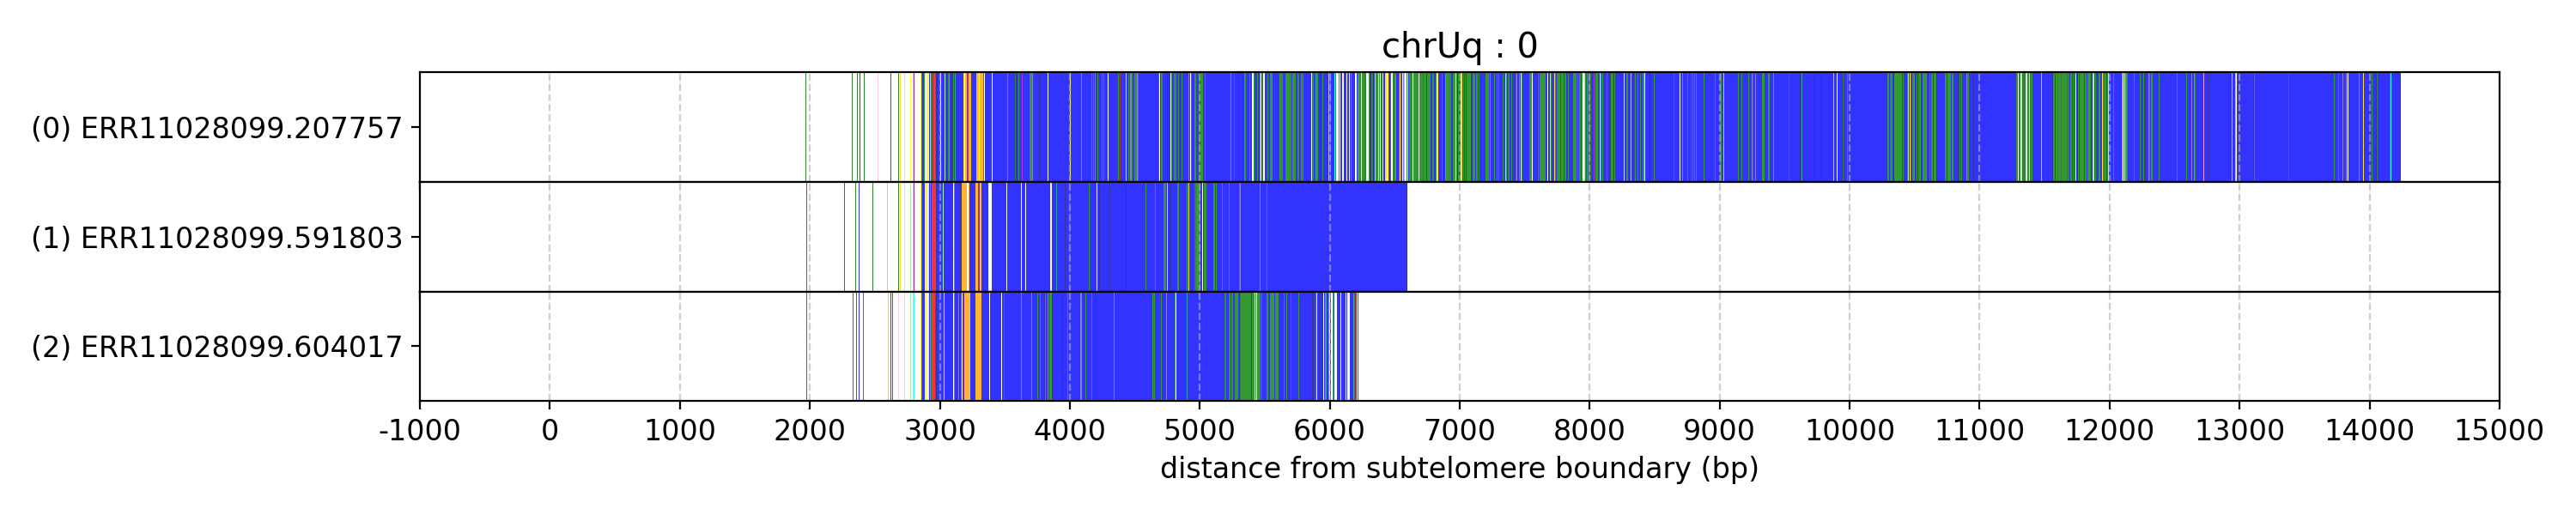 chrUq : 0
(0) ERR11028099.207757
(1) ERR11028099.591803
(2) ERR11028099.604017
-1000 0 1000 2000 3000 4000 5000 6000 7000 8000 9000 10000 11000 12000 13000 14000 15000
distance from subtelomere boundary (bp)